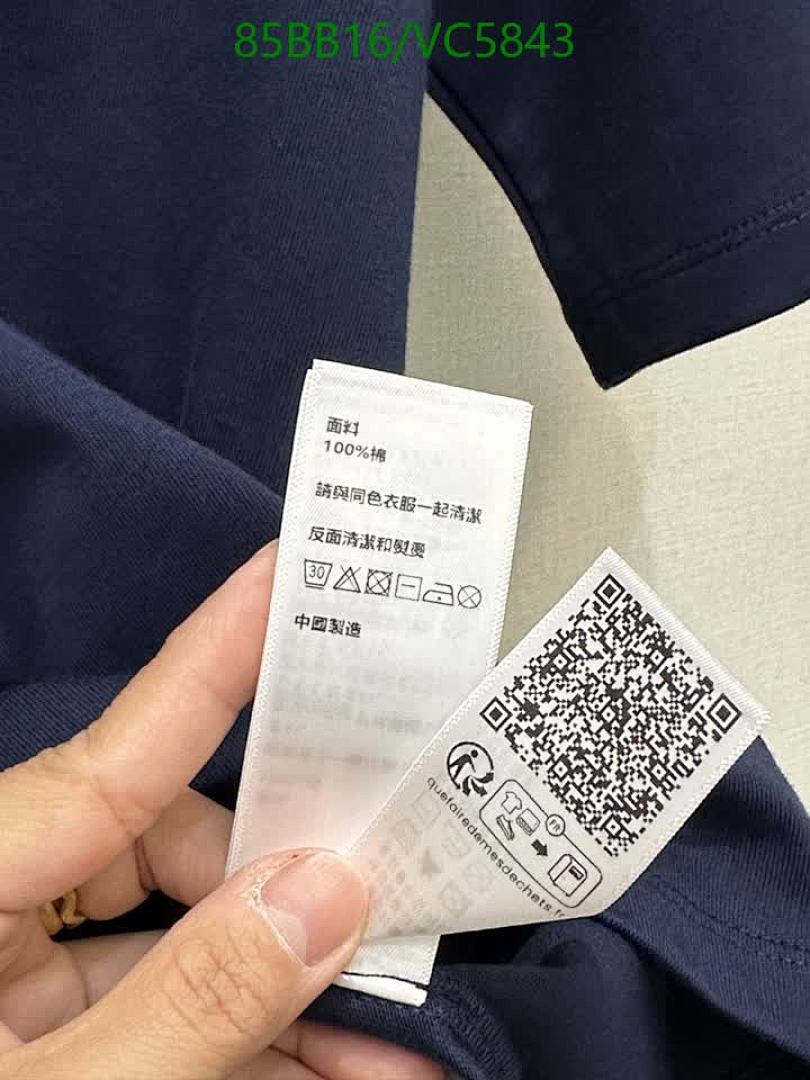 85BB16/VC5843
面料
100%棉
請與同色衣服一起清潔
反面清潔和熨燙
30
中國製造
FR
quefairedemesdechets.fr